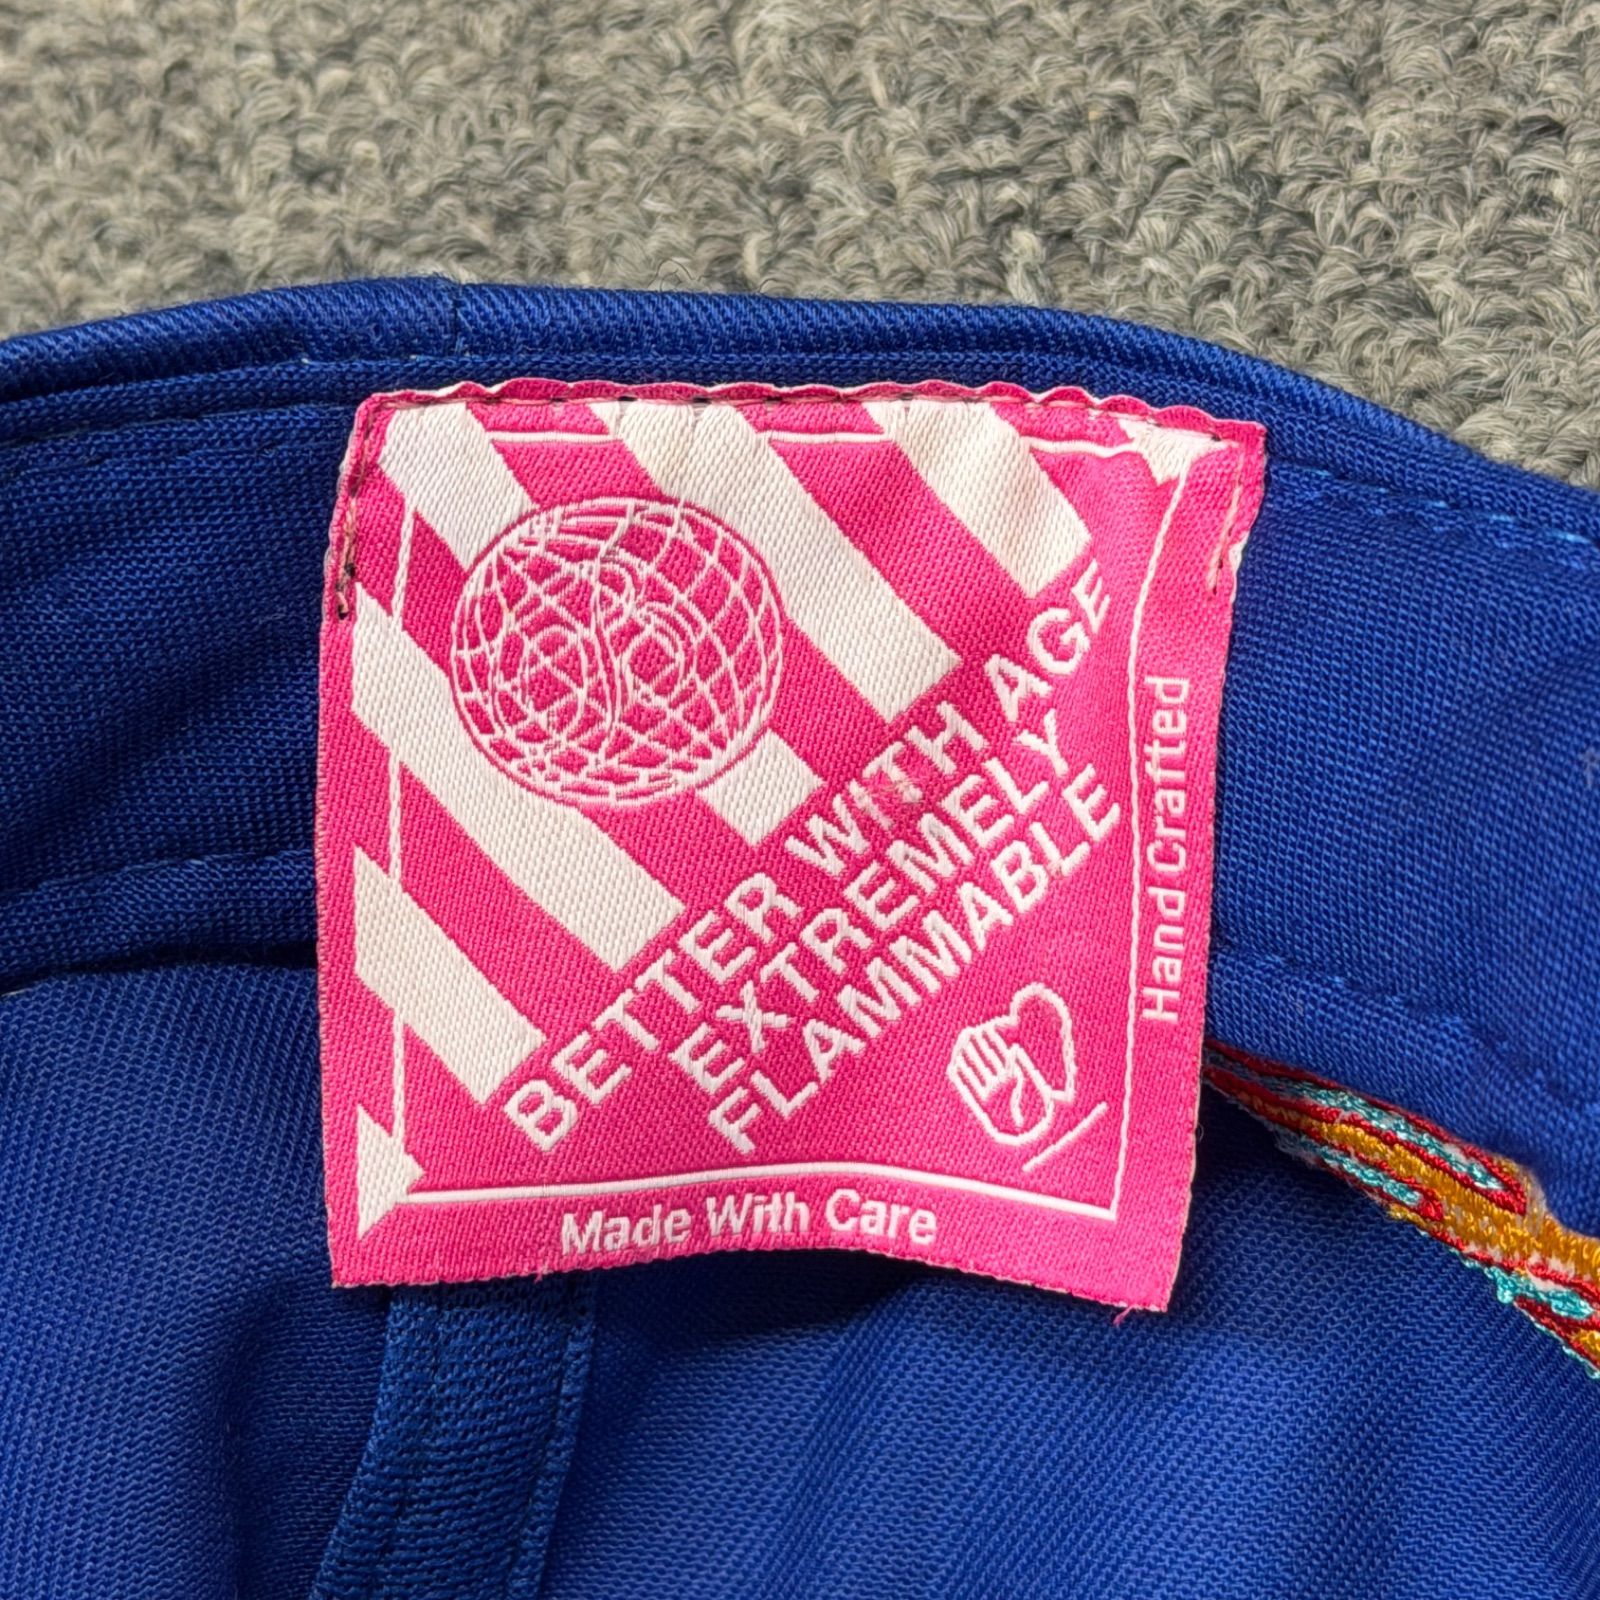 BETTER WITH AGE
EXTREMELY
FLAMMABLE
Hand Crafted
Made With Care